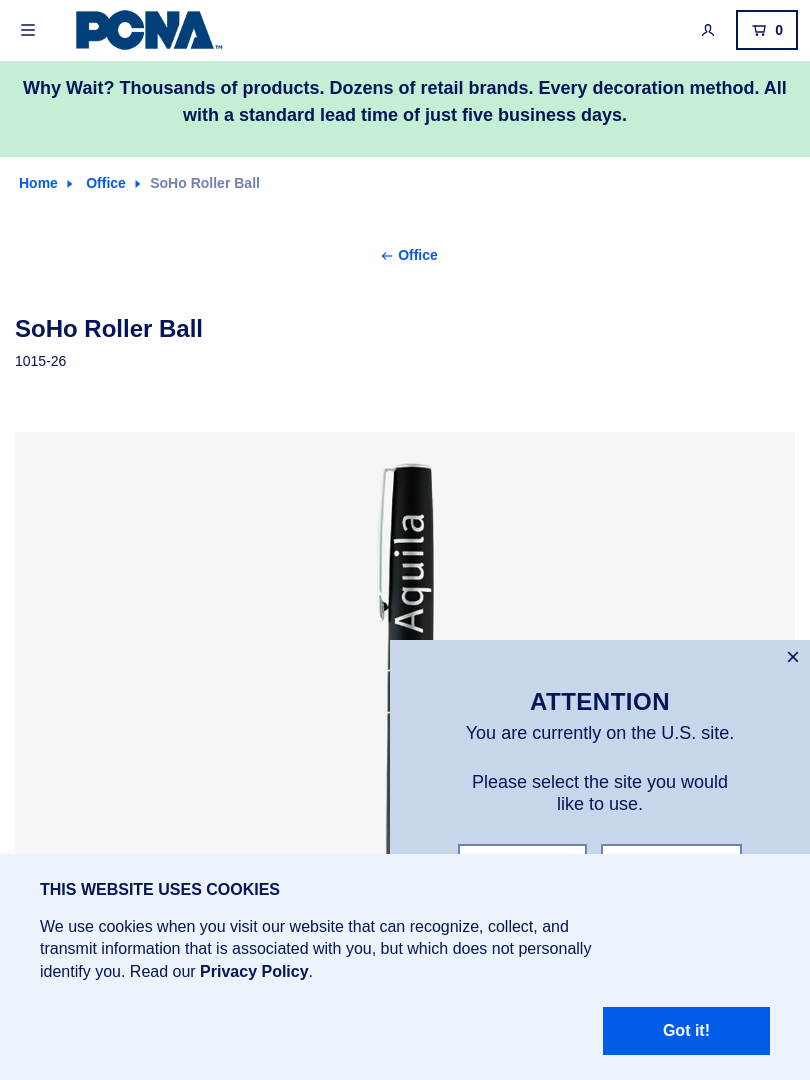 PCNA™
0
Why Wait? Thousands of products. Dozens of retail brands. Every decoration method. All
with a standard lead time of just five business days.
Home
Office
SoHo Roller Ball
← Office
SoHo Roller Ball
1015-26
Aquila
×
ATTENTION
You are currently on the U.S. site.
Please select the site you would
like to use.
THIS WEBSITE USES COOKIES
We use cookies when you visit our website that can recognize, collect, and
transmit information that is associated with you, but which does not personally
identify you. Read our Privacy Policy.
Got it!